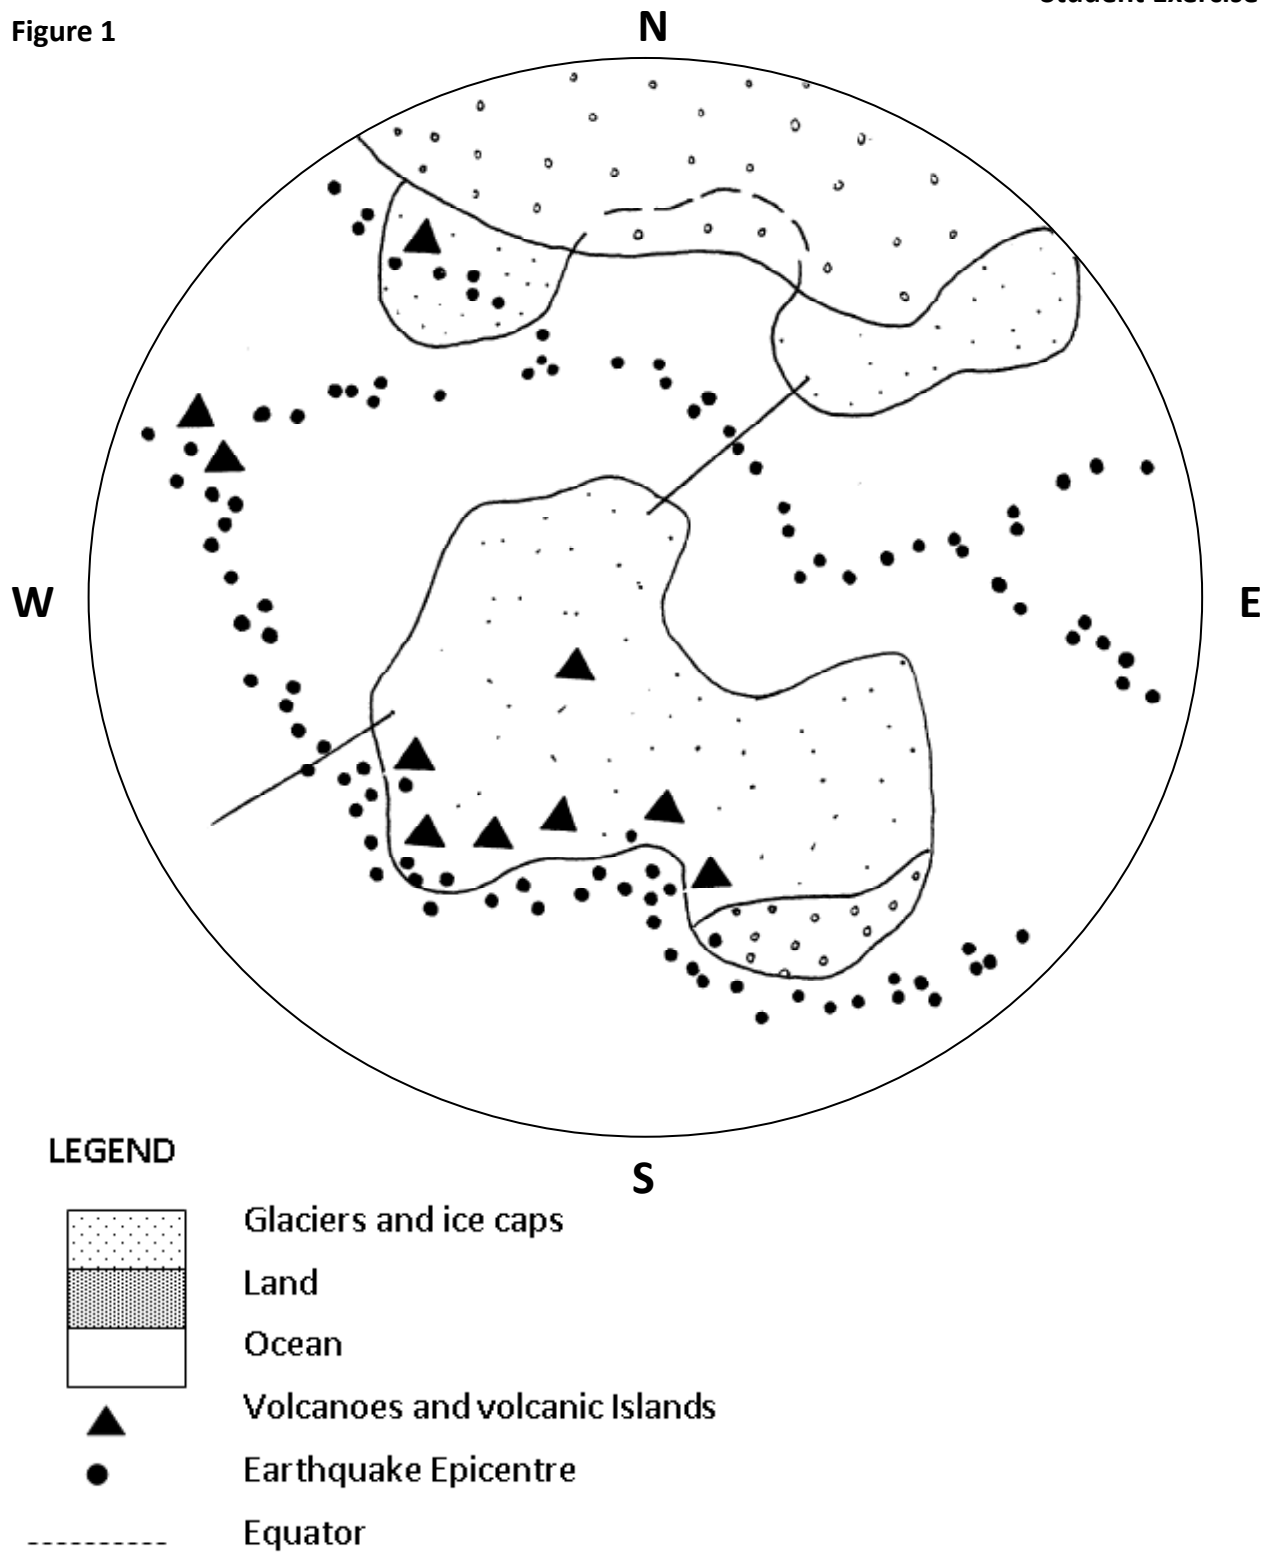 Student Exercise
Figure 1
N
W
E
S
LEGEND
Glaciers and ice caps
Land
Ocean
Volcanoes and volcanic Islands
Earthquake Epicentre
Equator